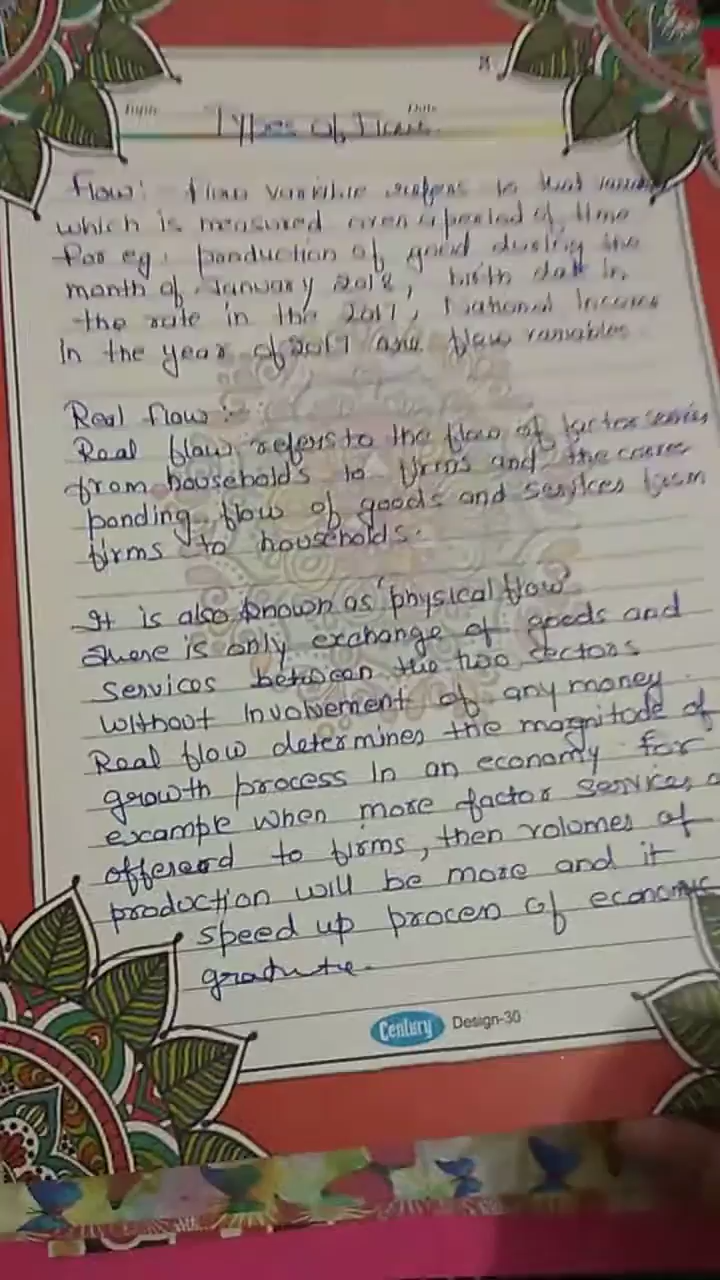 Date
Types of Flows
Flow: flow variable refers to that
which is measured over a period of time
For eg. production of good during the
month of January 2018, birth in
the rate in the 2017, National Income
In the year of 2017 are flow variables
Real flow :-
Real flow refers to the flow of factor
from households to firms and the corres
ponding flow of goods and services from
firms to households.
It is also known as 'physical flow'
There is only exchange of goods and
services between the two sectors
without involvement of any money.
Real flow determines the magnitude of
growth process In an economy for
example when more factor services
offered to firms, then volumes of
production will be more and it
speed up process of economic
Century Design-30